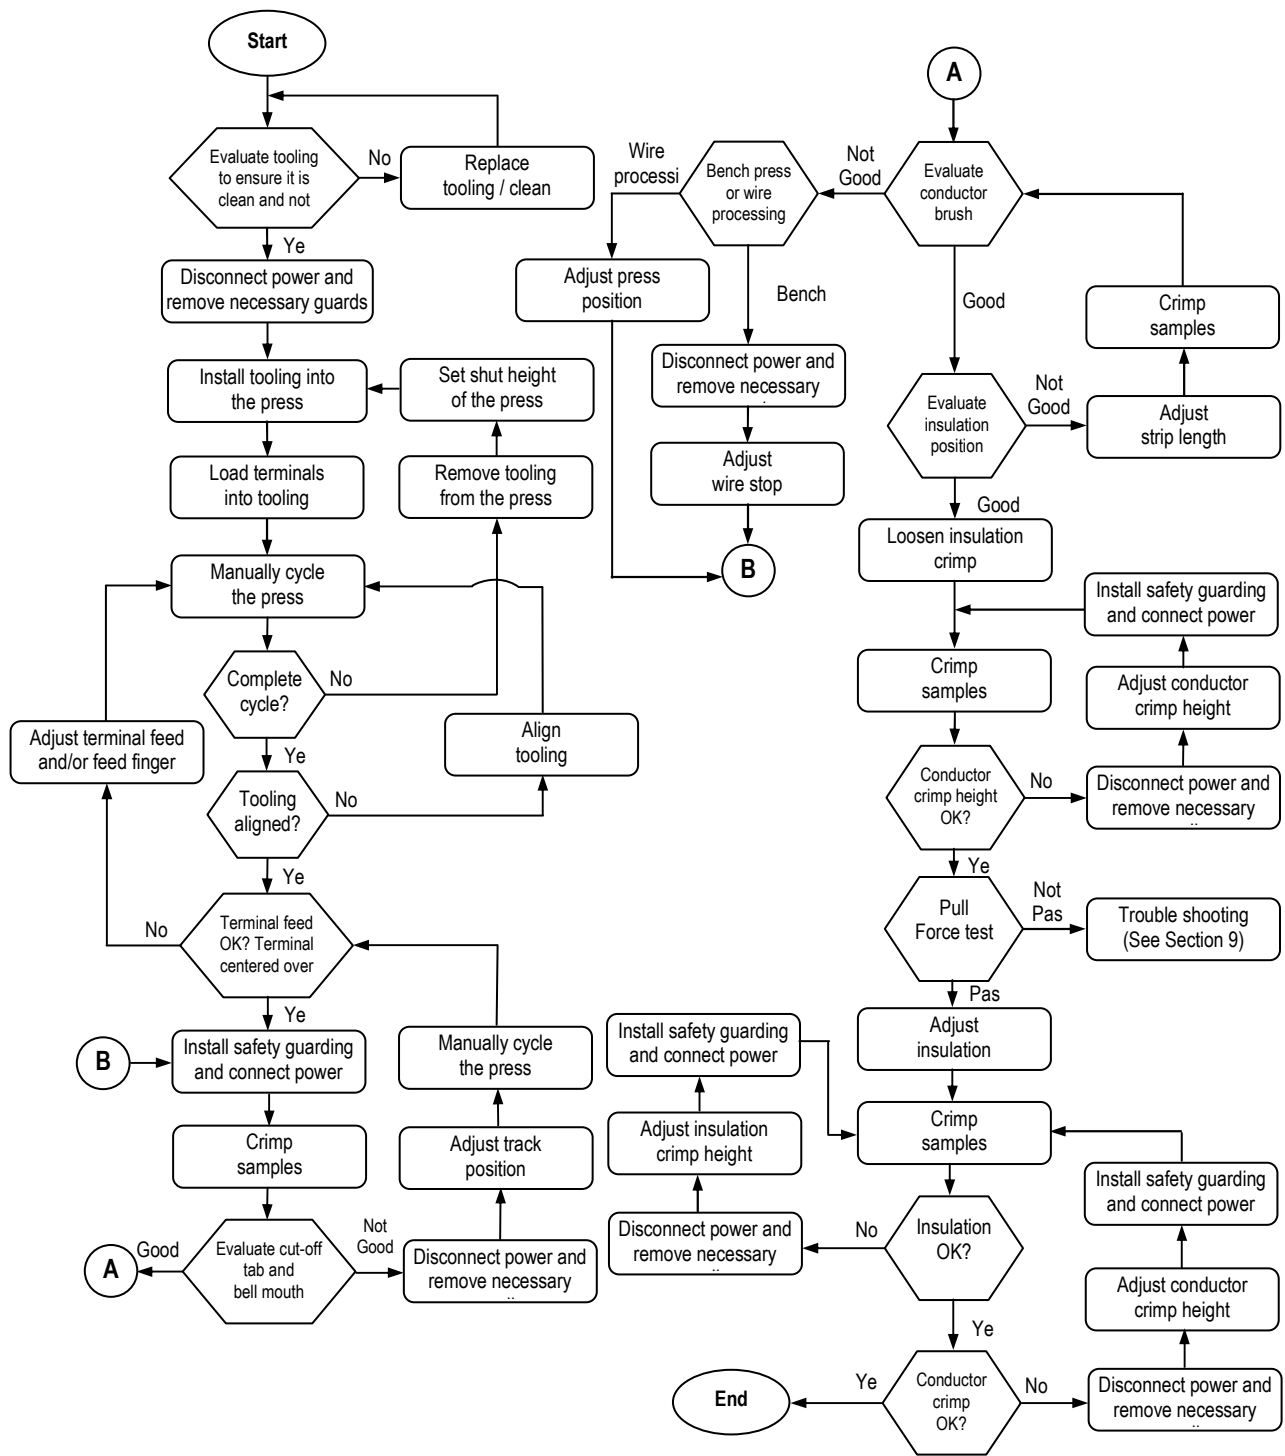 Start
Evaluate tooling
to ensure it is
clean and not
No
Replace
tooling / clean
Ye
Disconnect power and
remove necessary guards
Install tooling into
the press
Set shut height
of the press
Load terminals
into tooling
Remove tooling
from the press
Manually cycle
the press
Complete
cycle?
No
Ye
Adjust terminal feed
and/or feed finger
Align
tooling
Tooling
aligned?
No
Ye
Terminal feed
OK? Terminal
centered over
No
Ye
B
Install safety guarding
and connect power
Manually cycle
the press
Crimp
samples
Adjust track
position
Evaluate cut-off
tab and
bell mouth
Good
A
Not
Good
Disconnect power and
remove necessary
A
Evaluate
conductor
brush
Not
Good
Bench press
or wire
processing
Wire
processi
Adjust press
position
Bench
Disconnect power and
remove necessary
Adjust
wire stop
B
Good
Crimp
samples
Evaluate
insulation
position
Not
Good
Adjust
strip length
Good
Loosen insulation
crimp
Install safety guarding
and connect power
Crimp
samples
Adjust conductor
crimp height
Conductor
crimp height
OK?
No
Disconnect power and
remove necessary
Ye
Pull
Force test
Not
Pas
Trouble shooting
(See Section 9)
Pas
Adjust
insulation
Install safety guarding
and connect power
Crimp
samples
Adjust insulation
crimp height
Install safety guarding
and connect power
Insulation
OK?
No
Disconnect power and
remove necessary
Adjust conductor
crimp height
Ye
Conductor
crimp
OK?
No
Disconnect power and
remove necessary
Ye
End